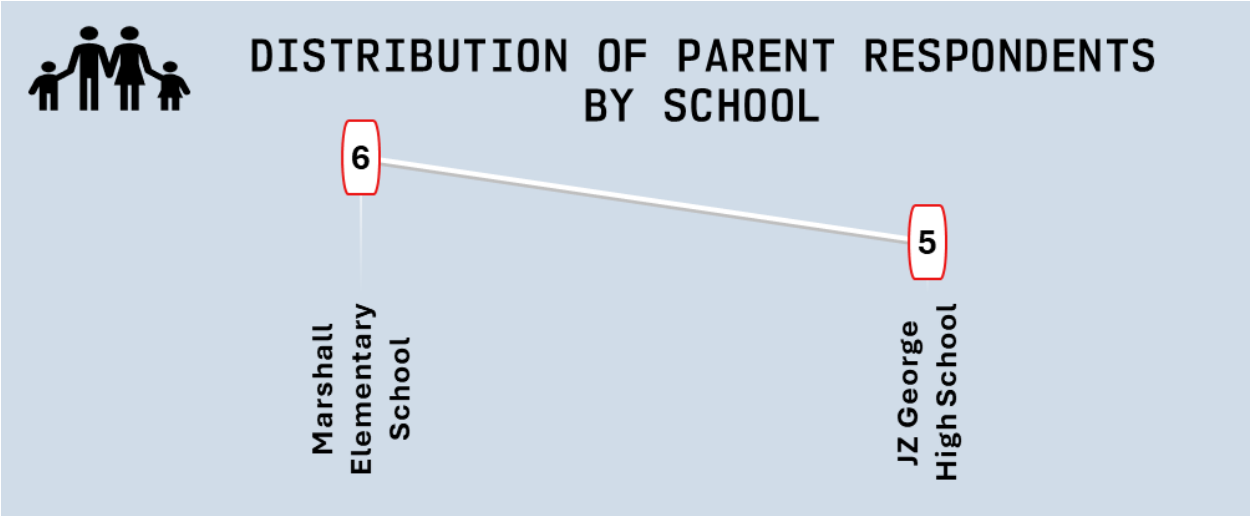 DISTRIBUTION OF PARENT RESPONDENTS
BY SCHOOL
6
5
Marshall
Elementary
School
JZ George
High School